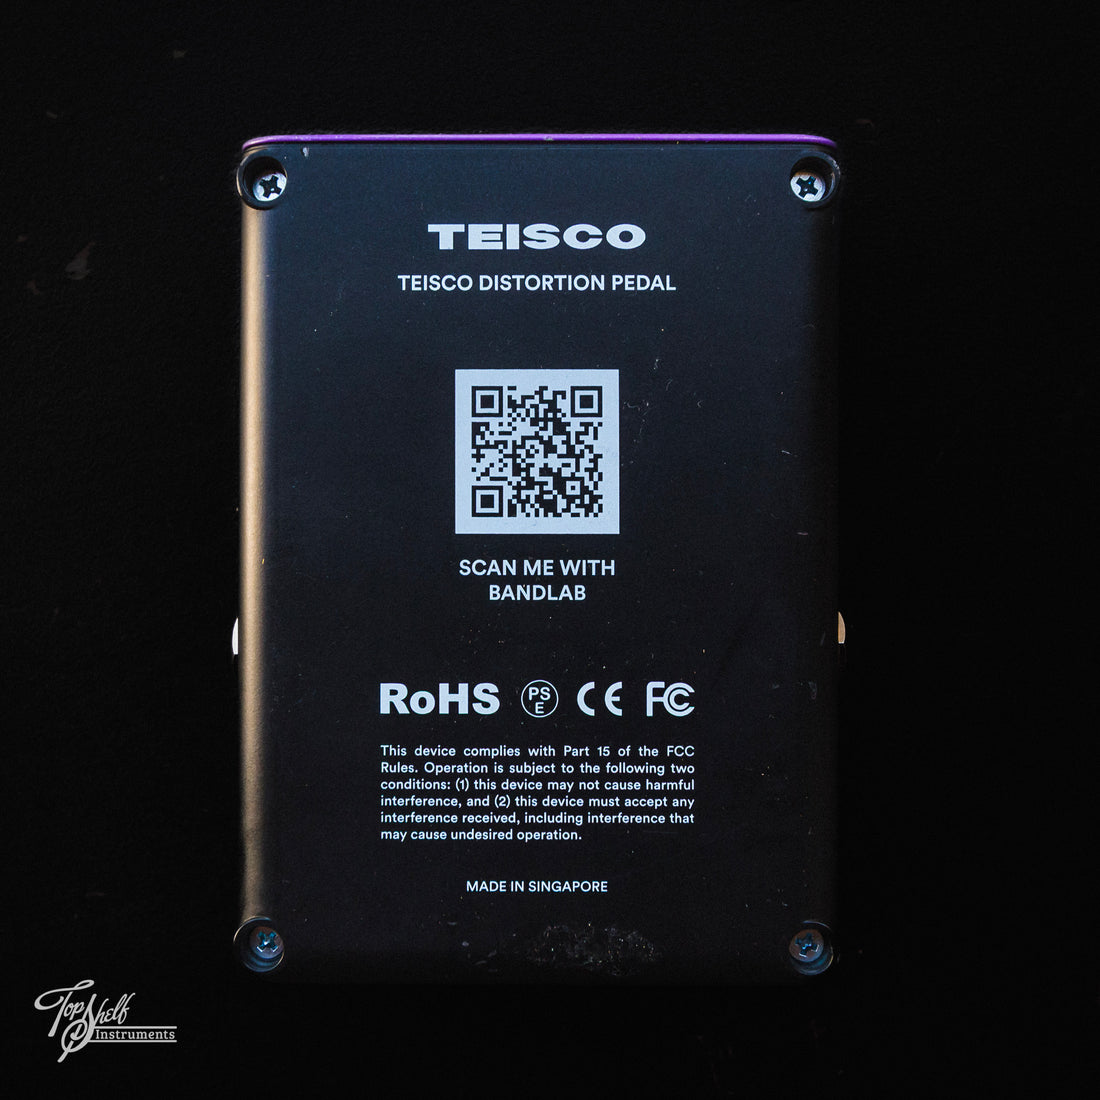 TEISCO
TEISCO DISTORTION PEDAL
SCAN ME WITH
BANDLAB
RoHS PS E CE FC
This device complies with Part 15 of the FCC
Rules. Operation is subject to the following two
conditions: (1) this device may not cause harmful
interference, and (2) this device must accept any
interference received, including interference that
may cause undesired operation.
MADE IN SINGAPORE
Top Shelf
Instruments